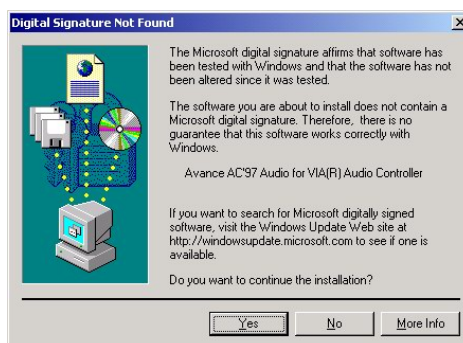 Digital Signature Not Found
The Microsoft digital signature affirms that software has
been tested with Windows and that the software has not
been altered since it was tested.
The software you are about to install does not contain a
Microsoft digital signature. Therefore, there is no
guarantee that this software works correctly with
Windows.
Avance AC'97 Audio for VIA(R) Audio Controller
If you want to search for Microsoft digitally signed
software, visit the Windows Update Web site at
http://windowsupdate.microsoft.com to see if one is
available.
Do you want to continue the installation?
Yes No More Info